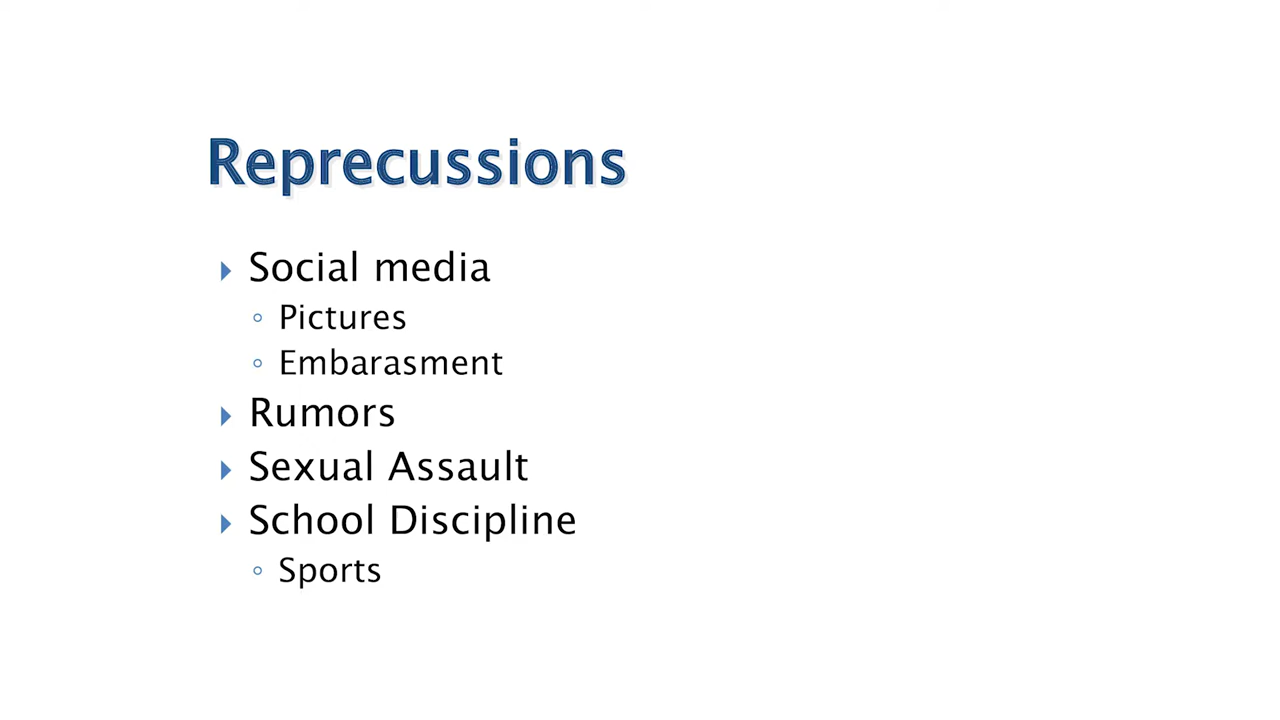 Reprecussions
Social media
Pictures
Embarasment
Rumors
Sexual Assault
School Discipline
Sports